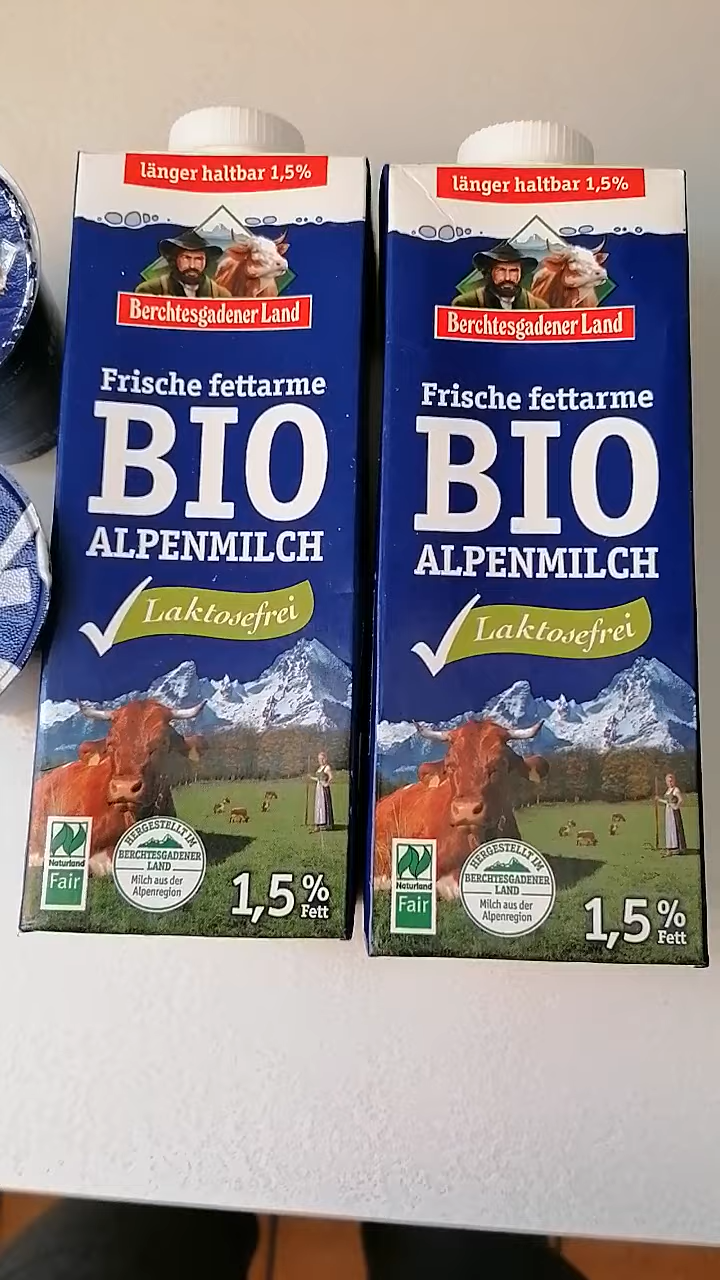 länger haltbar 1,5%
Berchtesgadener Land
Frische fettarme
BIO
ALPENMILCH
Laktosefrei
Naturland
Fair
HERGESTELLT IM
BERCHTESGADENER
LAND
Milch aus der
Alpenregion
1,5%
Fett
länger haltbar 1,5%
Berchtesgadener Land
Frische fettarme
BIO
ALPENMILCH
Laktosefrei
Naturland
Fair
HERGESTELLT IM
BERCHTESGADENER
LAND
Milch aus der
Alpenregion
1,5%
Fett